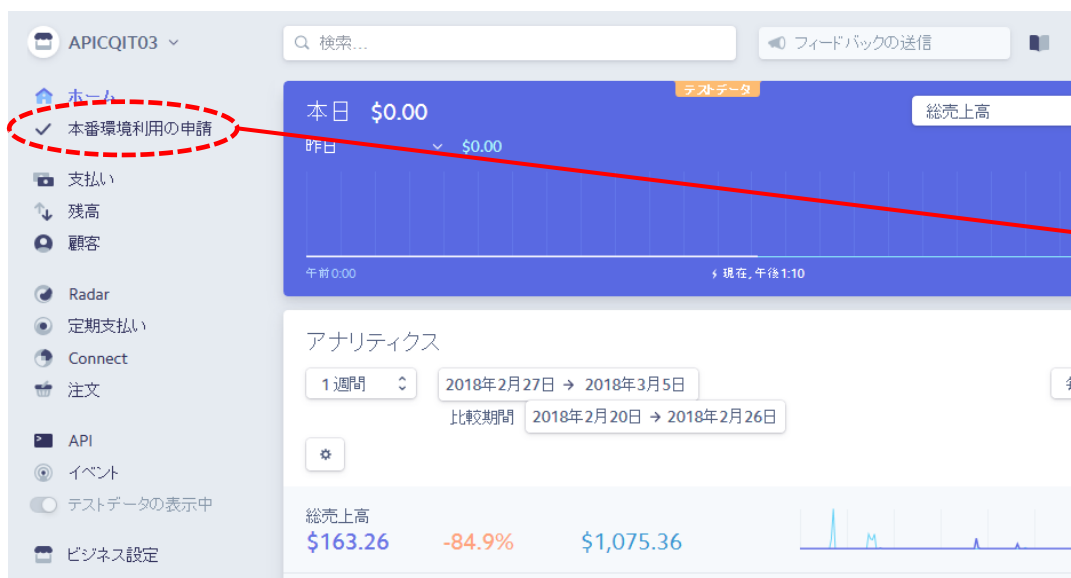 APICQIT03
検索...
フィードバックの送信
ホーム
本番環境利用の申請
支払い
残高
顧客
Radar
定期支払い
Connect
注文
API
イベント
テストデータの表示中
ビジネス設定
テストデータ
本日 $0.00
総売上高
昨日 $0.00
午前0:00
現在, 午後1:10
アナリティクス
1週間
2018年2月27日 → 2018年3月5日
比較期間 2018年2月20日 → 2018年2月26日
総売上高
$163.26 -84.9% $1,075.36